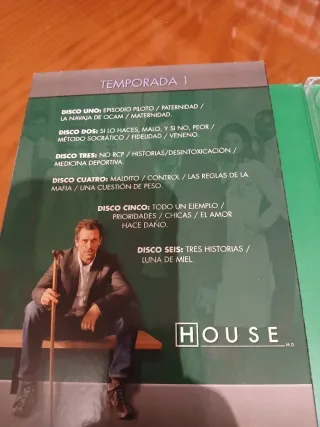 TEMPORADA 1
DISCO UNO: EPISODIO PILOTO / PATERNIDAD /
LA NAVAJA DE OCAM / MATERNIDAD.
DISCO DOS: SI LO HACES, MALO, Y SI NO, PEOR /
MÉTODO SOCRÁTICO / FIDELIDAD / VENENO.
DISCO TRES: NO RCP / HISTORIAS/DESINTOXICACIÓN /
MEDICINA DEPORTIVA.
DISCO CUATRO: MALDITO / CONTROL / LAS REGLAS DE LA
MAFIA / UNA CUESTIÓN DE PESO.
DISCO CINCO: TODO UN EJEMPLO /
PRIORIDADES / CHICAS / EL AMOR
HACE DAÑO.
DISCO SEIS: TRES HISTORIAS /
LUNA DE MIEL.
HOUSE M.D.